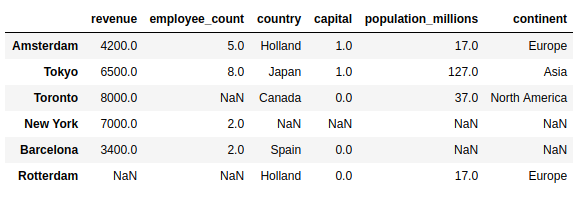 revenue employee_count country capital population_millions continent
Amsterdam 4200.0 5.0 Holland 1.0 17.0 Europe
Tokyo 6500.0 8.0 Japan 1.0 127.0 Asia
Toronto 8000.0 NaN Canada 0.0 37.0 North America
New York 7000.0 2.0 NaN NaN NaN NaN
Barcelona 3400.0 2.0 Spain 0.0 NaN NaN
Rotterdam NaN NaN Holland 0.0 17.0 Europe